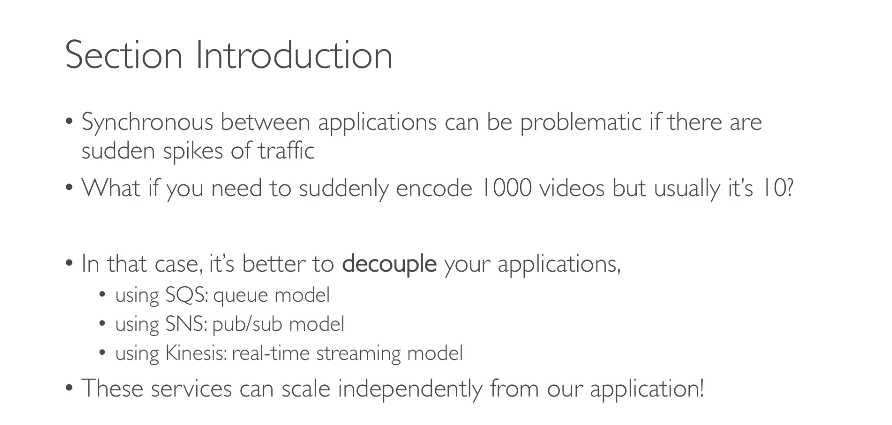 Section Introduction
• Synchronous between applications can be problematic if there are
sudden spikes of traffic
• What if you need to suddenly encode 1000 videos but usually it's 10?
• In that case, it's better to decouple your applications,
• using SQS: queue model
• using SNS: pub/sub model
• using Kinesis: real-time streaming model
• These services can scale independently from our application!